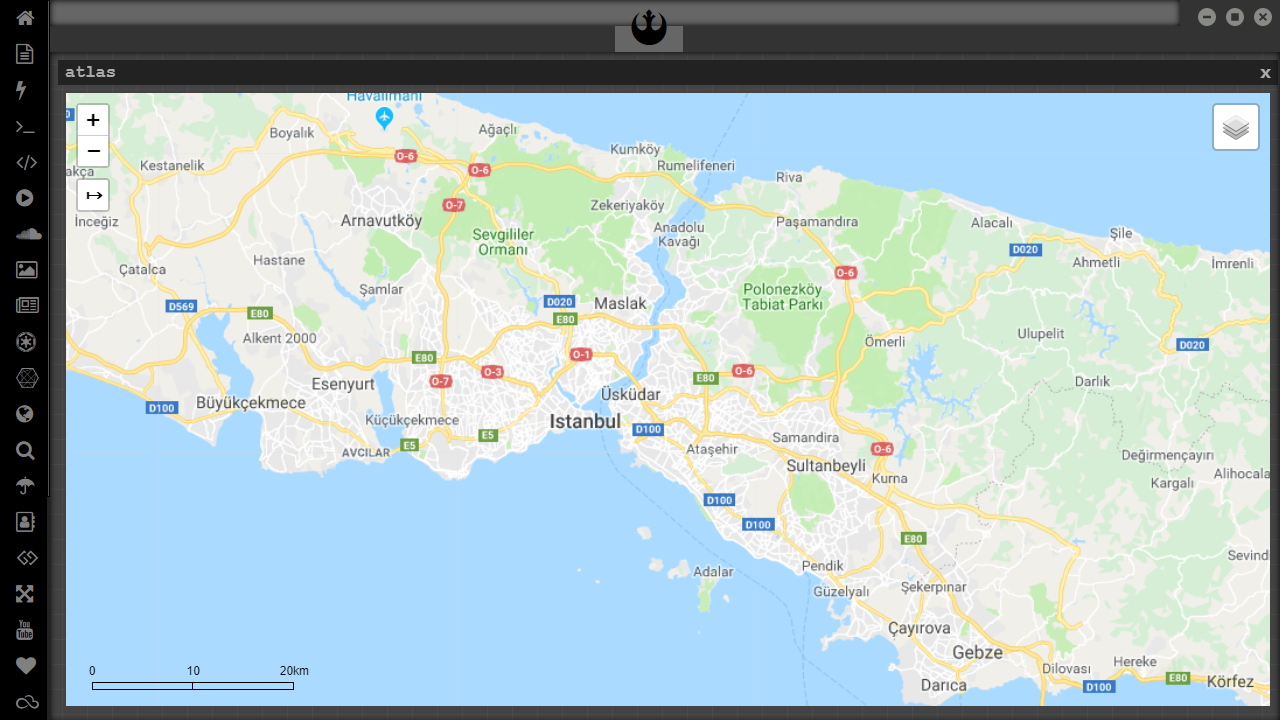 atlas
x
Havalimanı
Ağaçlı
Boyalık
O-6
Kumköy
Kestanelik
O-6
Rumelifeneri
Riva
+
−
↦
O-7
Zekeriyaköy
İnceğiz
Arnavutköy
Paşamandıra
Alacalı
Sevgililer
Ormanı
Anadolu
Kavağı
Şile
D020
Hastane
Çatalca
O-6
Ahmetli
İmrenli
Şamlar
Polonezköy
Tabiat Parkı
D569
D020
Maslak
E80
E80
Alkent 2000
Ulupelit
Ömerli
D020
E80
O-1
O-3
O-6
E80
O-7
Esenyurt
Darlık
Üsküdar
Büyükçekmece
D100
Küçükçekmece
Istanbul
D100
E5
E5
Samandıra
AVCILAR
Ataşehir
O-6
Değirmençayırı
Sultanbeyli
Alihocala
Kurna
Kargalı
D100
D100
E80
Sevindi
Pendik
Adalar
Şekerpınar
Güzelyalı
Çayırova
Gebze
Hereke
Dilovası
0
10
20km
E80
Körfez
Darıca
D100